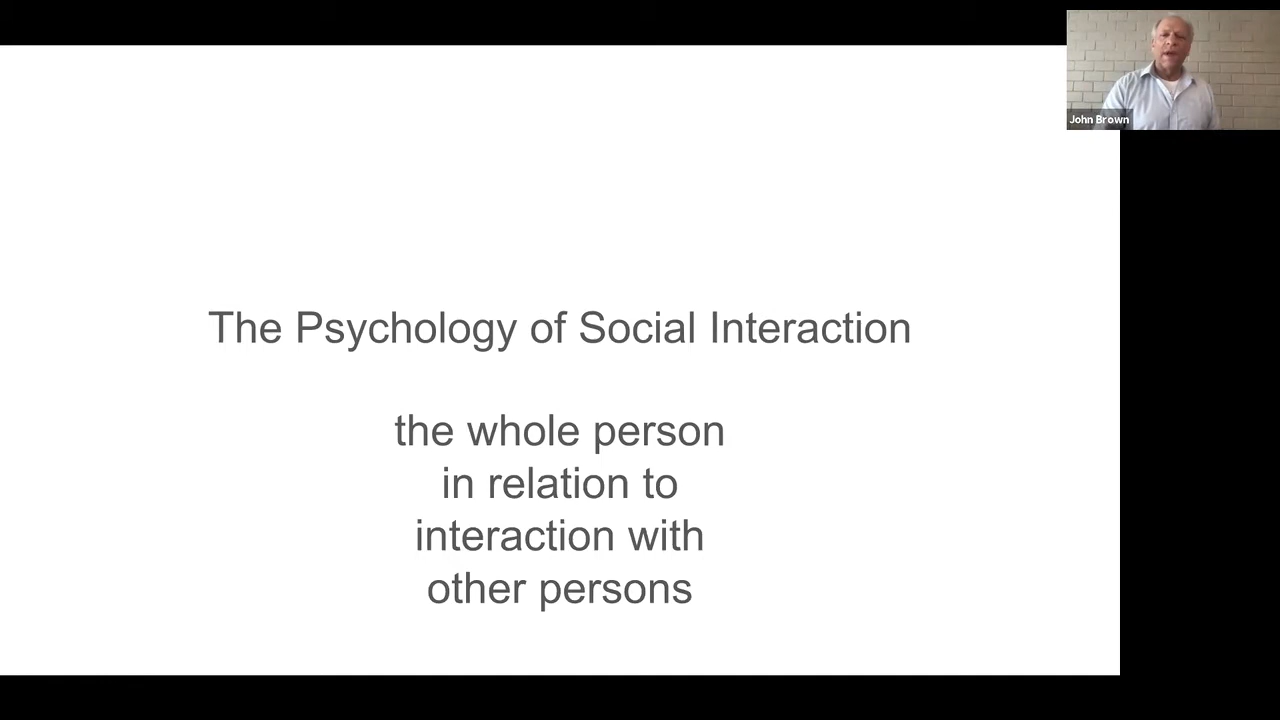 John Brown
The Psychology of Social Interaction
the whole person
in relation to
interaction with
other persons